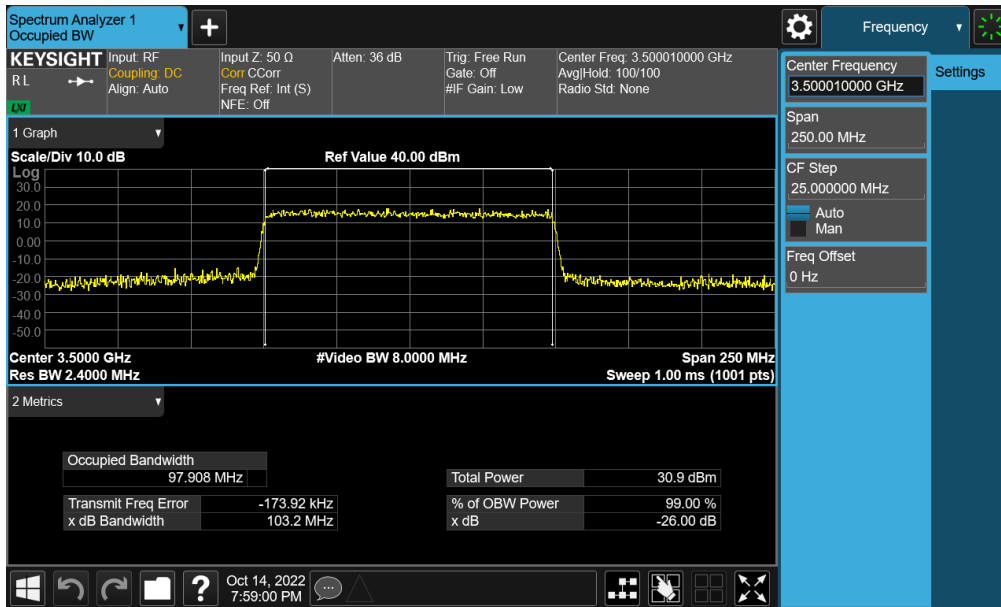 Spectrum Analyzer 1
Occupied BW
Frequency
KEYSIGHT
R L
LXI
Input: RF
Coupling: DC
Align: Auto
Input Z: 50 Ω
Corr CCorr
Freq Ref: Int (S)
NFE: Off
Atten: 36 dB
Trig: Free Run
Gate: Off
#IF Gain: Low
Center Freq: 3.500010000 GHz
Avg|Hold: 100/100
Radio Std: None
Center Frequency
3.500010000 GHz
Settings
Span
250.00 MHz
CF Step
25.000000 MHz
Auto
Man
Freq Offset
0 Hz
1 Graph
Scale/Div 10.0 dB
Ref Value 40.00 dBm
Log
30.0
20.0
10.0
0.00
-10.0
-20.0
-30.0
-40.0
-50.0
Center 3.5000 GHz
#Video BW 8.0000 MHz
Span 250 MHz
Res BW 2.4000 MHz
Sweep 1.00 ms (1001 pts)
2 Metrics
Occupied Bandwidth
97.908 MHz
Total Power 30.9 dBm
Transmit Freq Error -173.92 kHz
% of OBW Power 99.00 %
x dB Bandwidth 103.2 MHz
x dB -26.00 dB
?
Oct 14, 2022
7:59:00 PM